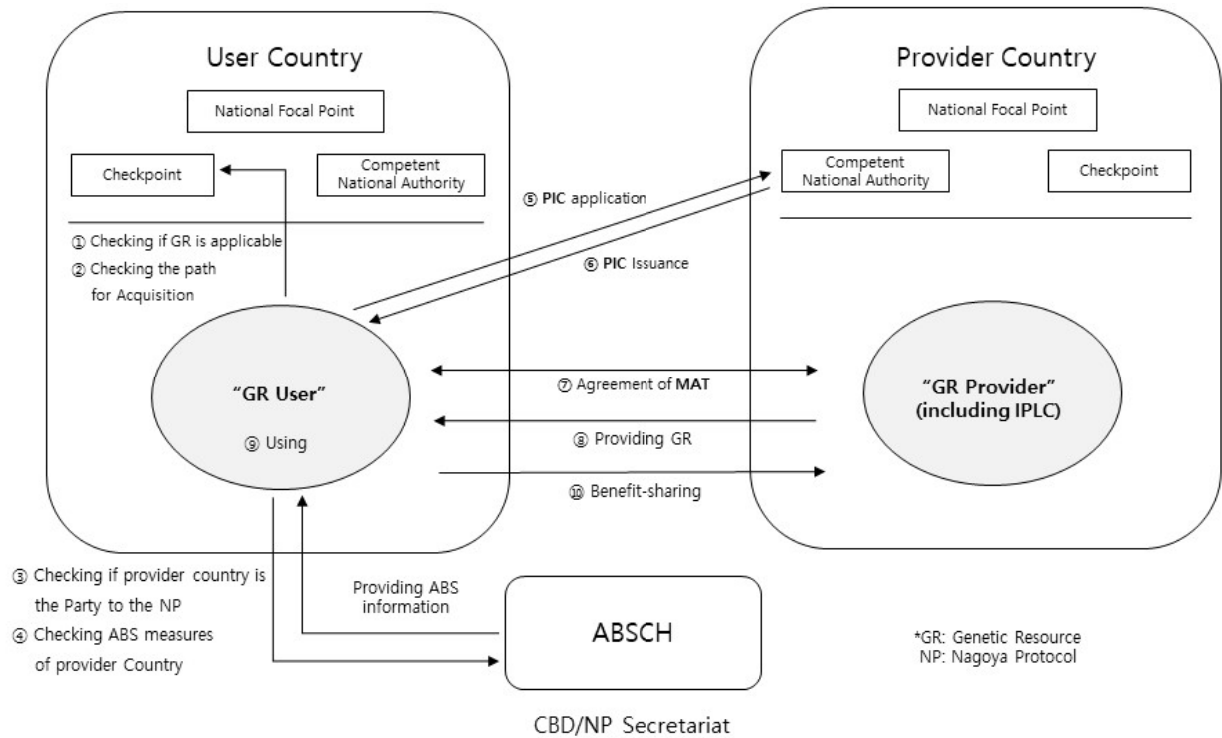 User Country
National Focal Point
Checkpoint
Competent
National Authority
① Checking if GR is applicable
② Checking the path
for Acquisition
“GR User”
⑨ Using
Provider Country
National Focal Point
Competent
National Authority
Checkpoint
“GR Provider”
(including IPLC)
⑤ PIC application
⑥ PIC Issuance
⑦ Agreement of MAT
⑧ Providing GR
⑩ Benefit-sharing
③ Checking if provider country is
the Party to the NP
④ Checking ABS measures
of provider Country
Providing ABS
information
ABSCH
CBD/NP Secretariat
*GR: Genetic Resource
NP: Nagoya Protocol